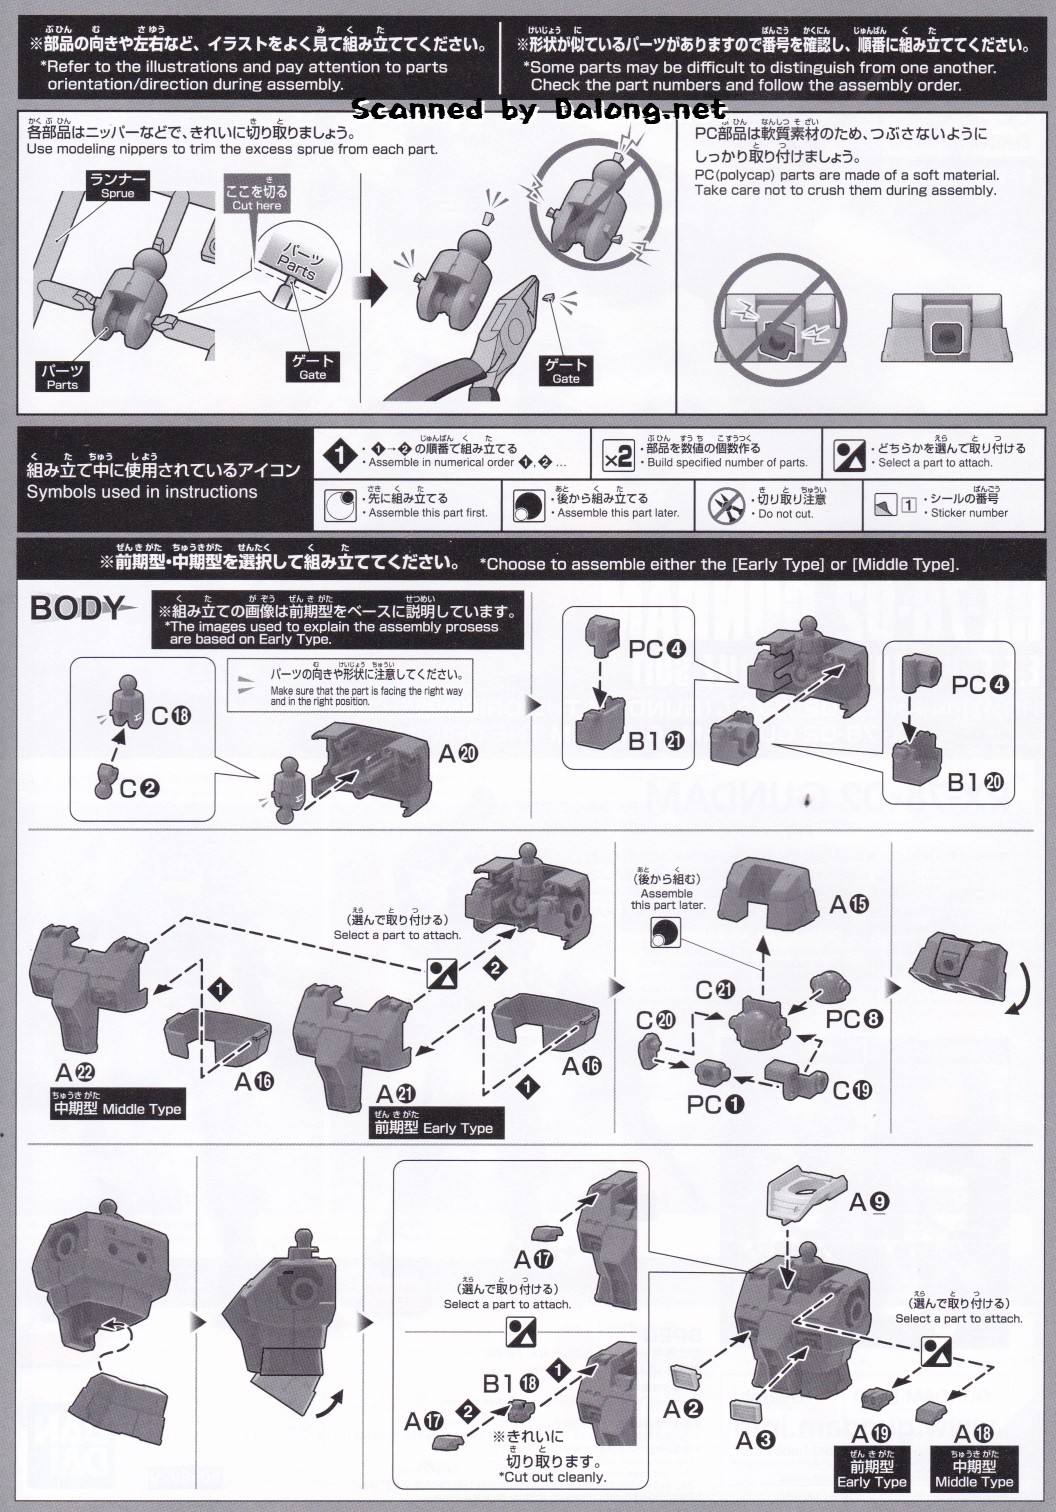 ※部品の向きや左右など、イラストをよく見て組み立ててください。
*Refer to the illustrations and pay attention to parts
orientation/direction during assembly.
※形状が似ているパーツがありますので番号を確認し、順番に組み立ててください。
*Some parts may be difficult to distinguish from one another.
Check the part numbers and follow the assembly order.
Scanned by Dalong.net
各部品はニッパーなどで、きれいに切り取りましょう。
Use modeling nippers to trim the excess sprue from each part.
ランナー
Sprue
ここを切る
Cut here
パーツ
Parts
ゲート
Gate
パーツ
Parts
ゲート
Gate
PC部品は軟質素材のため、つぶさないように
しっかり取り付けましょう。
PC(polycap) parts are made of a soft material.
Take care not to crush them during assembly.
組み立て中に使用されているアイコン
Symbols used in instructions
1
・1→2の順番で組み立てる
・Assemble in numerical order 1, 2 ...
x2
・部品を数値の個数作る
・Build specified number of parts.
・どちらかを選んで取り付ける
・Select a part to attach.
・先に組み立てる
・Assemble this part first.
・後から組み立てる
・Assemble this part later.
・切り取り注意
・Do not cut.
1
・シールの番号
・Sticker number
※前期型・中期型を選択して組み立ててください。 *Choose to assemble either the [Early Type] or [Middle Type].
BODY
※組み立ての画像は前期型をベースに説明しています。
*The images used to explain the assembly prosess
are based on Early Type.
パーツの向きや形状に注意してください。
Make sure that the part is facing the right way
and in the right position.
C18
C2
A20
PC4
B1 21
PC4
B1 20
(選んで取り付ける)
Select a part to attach.
2
1
A22
A16
中期型 Middle Type
A21
1
A16
前期型 Early Type
(後から組む)
Assemble
this part later.
A15
C21
C20
PC8
PC1
C19
A17
(選んで取り付ける)
Select a part to attach.
B1 18
1
A17
2
※きれいに
切り取ります。
*Cut out cleanly.
A9
(選んで取り付ける)
Select a part to attach.
A2
A3
A19
前期型
Early Type
A18
中期型
Middle Type